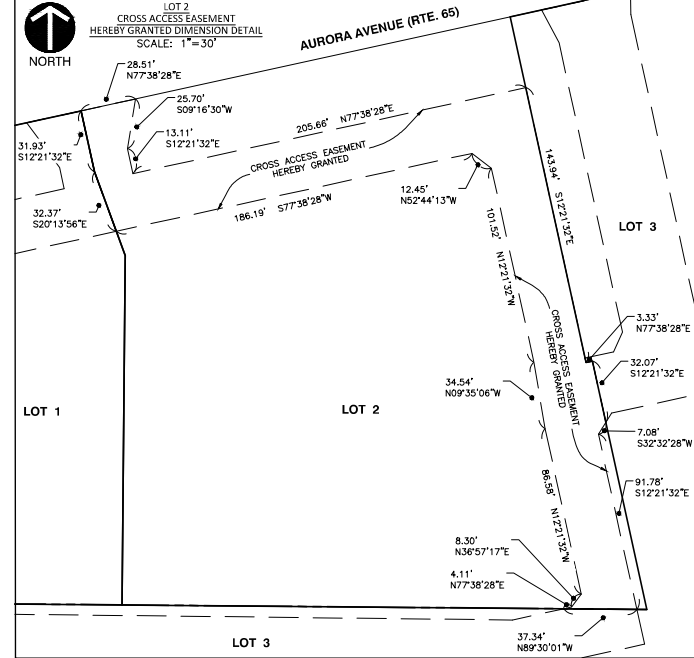 LOT 2
CROSS ACCESS EASEMENT
HEREBY GRANTED DIMENSION DETAIL
SCALE: 1"=30'
NORTH
AURORA AVENUE (RTE. 65)
28.51'
N77°38'28"E
25.70'
S09°16'30"W
13.11'
S12°21'32"E
31.93'
S12°21'32"E
32.37'
S20°13'56"E
205.66' N77°38'28"E
CROSS ACCESS EASEMENT
HEREBY GRANTED
186.19' S77°38'28"W
12.45'
N52°44'13"W
101.52' N12°21'32"W
143.94' S12°21'32"E
LOT 3
3.33'
N77°38'28"E
32.07'
S12°21'32"E
CROSS ACCESS EASEMENT
HEREBY GRANTED
34.54'
N09°35'06"W
LOT 1
LOT 2
7.08'
S32°32'28"W
91.78'
S12°21'32"E
86.58' N12°21'32"W
8.30'
N36°57'17"E
4.11'
N77°38'28"E
37.34'
N89°30'01"W
LOT 3